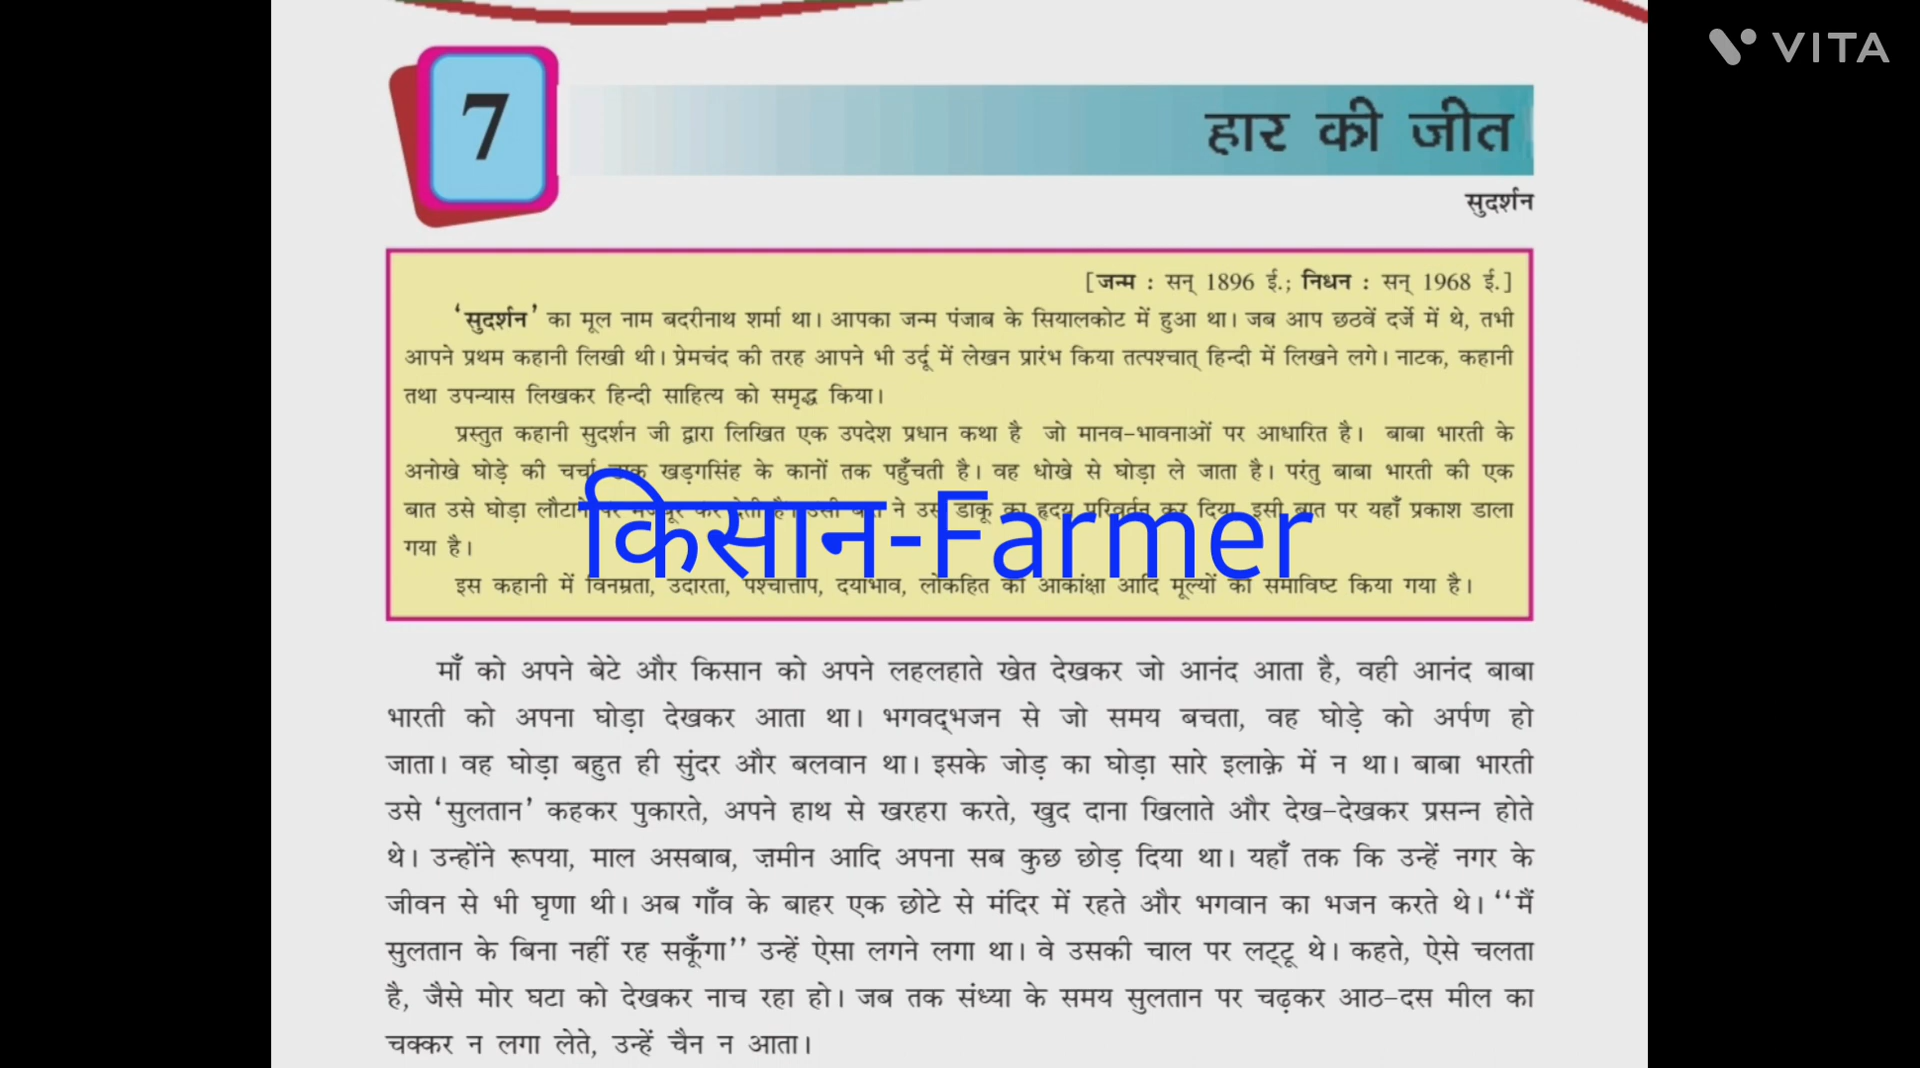 VITA
7
हार की जीत
सुदर्शन
[जन्म : सन् 1896 ई.; निधन : सन् 1968 ई.]
‘सुदर्शन’ का मूल नाम बदरीनाथ शर्मा था। आपका जन्म पंजाब के सियालकोट में हुआ था। जब आप छठवें दर्जे में थे, तभी
आपने प्रथम कहानी लिखी थी। प्रेमचंद की तरह आपने भी उर्दू में लेखन प्रारंभ किया तत्पश्चात् हिन्दी में लिखने लगे। नाटक, कहानी
तथा उपन्यास लिखकर हिन्दी साहित्य को समृद्ध किया।
प्रस्तुत कहानी सुदर्शन जी द्वारा लिखित एक उपदेश प्रधान कथा है जो मानव-भावनाओं पर आधारित है। बाबा भारती के
अनोखे घोड़े की चर्चा डाकू खड़गसिंह के कानों तक पहुँचती है। वह धोखे से घोड़ा ले जाता है। परंतु बाबा भारती की एक
बात उसे घोड़ा लौटाने पर मजबूर कर देती है। उसी बात ने उस डाकू का हृदय परिवर्तन कर दिया, इसी बात पर यहाँ प्रकाश डाला
किसान-Farmer
गया है।
इस कहानी में विनम्रता, उदारता, पश्चात्ताप, दयाभाव, लोकहित की आकांक्षा आदि मूल्यों को समाविष्ट किया गया है।
माँ को अपने बेटे और किसान को अपने लहलहाते खेत देखकर जो आनंद आता है, वही आनंद बाबा
भारती को अपना घोड़ा देखकर आता था। भगवद्भजन से जो समय बचता, वह घोड़े को अर्पण हो
जाता। वह घोड़ा बहुत ही सुंदर और बलवान था। इसके जोड़ का घोड़ा सारे इलाक़े में न था। बाबा भारती
उसे ‘सुलतान’ कहकर पुकारते, अपने हाथ से खरहरा करते, खुद दाना खिलाते और देख-देखकर प्रसन्न होते
थे। उन्होंने रूपया, माल असबाब, ज़मीन आदि अपना सब कुछ छोड़ दिया था। यहाँ तक कि उन्हें नगर के
जीवन से भी घृणा थी। अब गाँव के बाहर एक छोटे से मंदिर में रहते और भगवान का भजन करते थे। ‘‘मैं
सुलतान के बिना नहीं रह सकूँगा’’ उन्हें ऐसा लगने लगा था। वे उसकी चाल पर लट्टू थे। कहते, ऐसे चलता
है, जैसे मोर घटा को देखकर नाच रहा हो। जब तक संध्या के समय सुलतान पर चढ़कर आठ-दस मील का
चक्कर न लगा लेते, उन्हें चैन न आता।